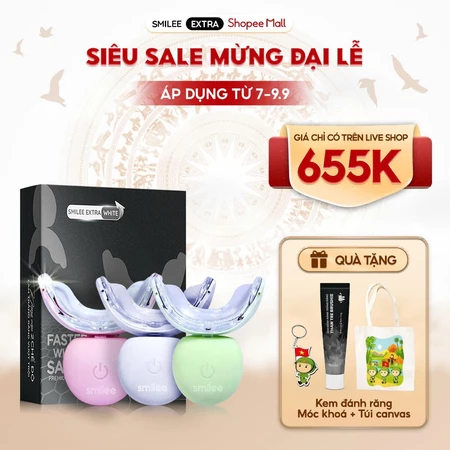 SMILEE EXTRA Shopee Mall
SIÊU SALE MỪNG ĐẠI LỄ
ÁP DỤNG TỪ 7-9.9
GIÁ CHỈ CÓ TRÊN LIVE SHOP
655K
SMILEE EXTRA WHITE
QUÀ TẶNG
FASTER
smilee
smilee
smilee
Kem đánh răng
Móc khoá + Túi canvas